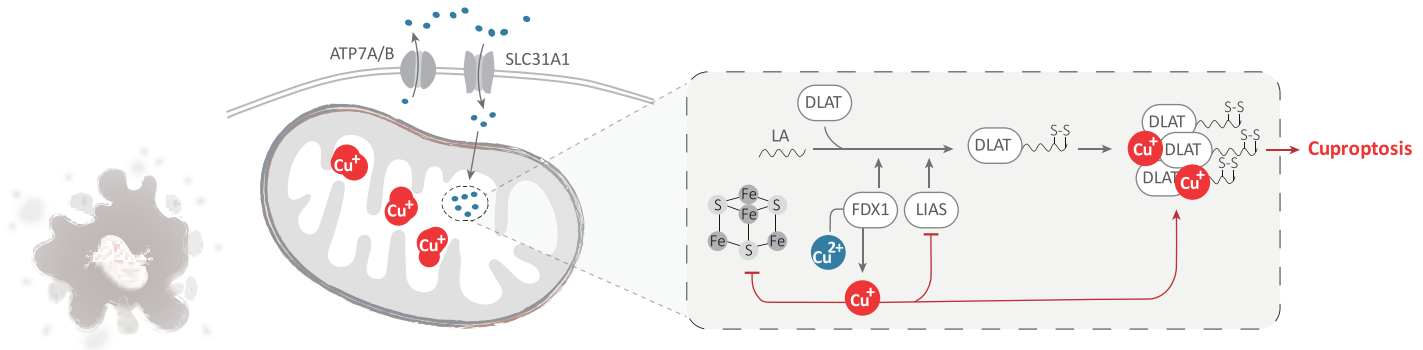 ATP7A/B
SLC31A1
Cu+
Cu+
Cu+
DLAT
LA
DLAT
S-S
DLAT
S-S
Cu+
DLAT
S-S
DLAT
S-S
Cu+
Cuproptosis
Fe
S
S
Fe
Fe
Fe
S
FDX1
LIAS
Cu2+
Cu+